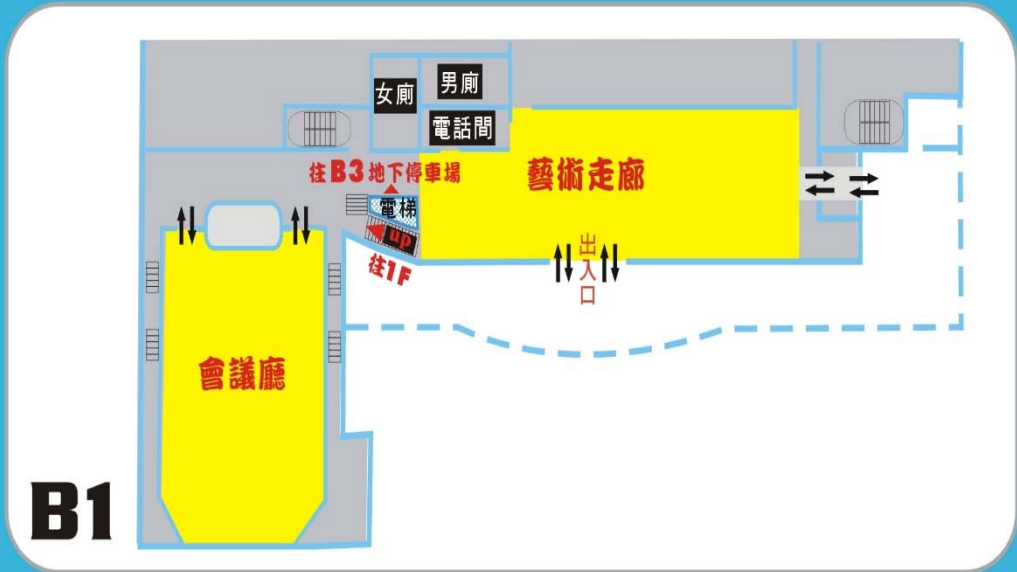 男廁
女廁
電話間
往B3地下停車場
藝術走廊
電梯
up
往1F
出入口
會議廳
B1